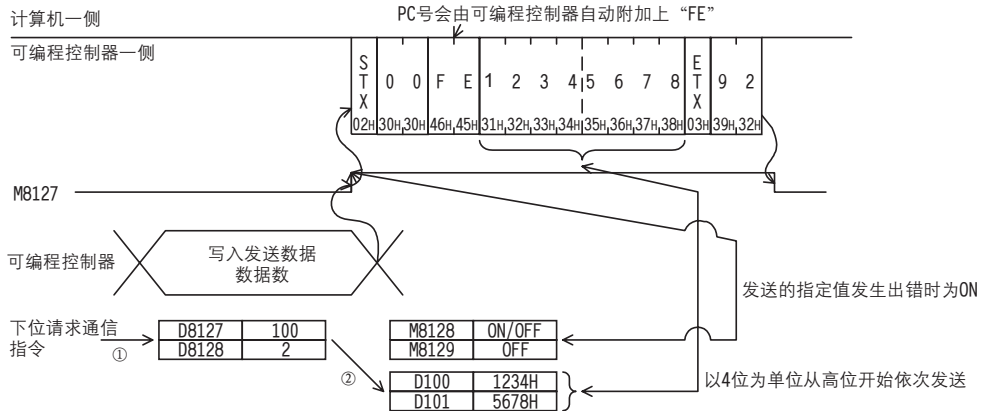 计算机一侧
PC号会由可编程控制器自动附加上“FE”
可编程控制器一侧
STX 0 0 F E 1 2 3 4 5 6 7 8 ETX 9 2
02H 30H 30H 46H 45H 31H 32H 33H 34H 35H 36H 37H 38H 03H 39H 32H
M8127
可编程控制器
写入发送数据
数据数
发送的指定值发生出错时为ON
下位请求通信
指令
①
D8127 100
D8128 2
M8128 ON/OFF
M8129 OFF
②
D100 1234H
D101 5678H
以4位为单位从高位开始依次发送